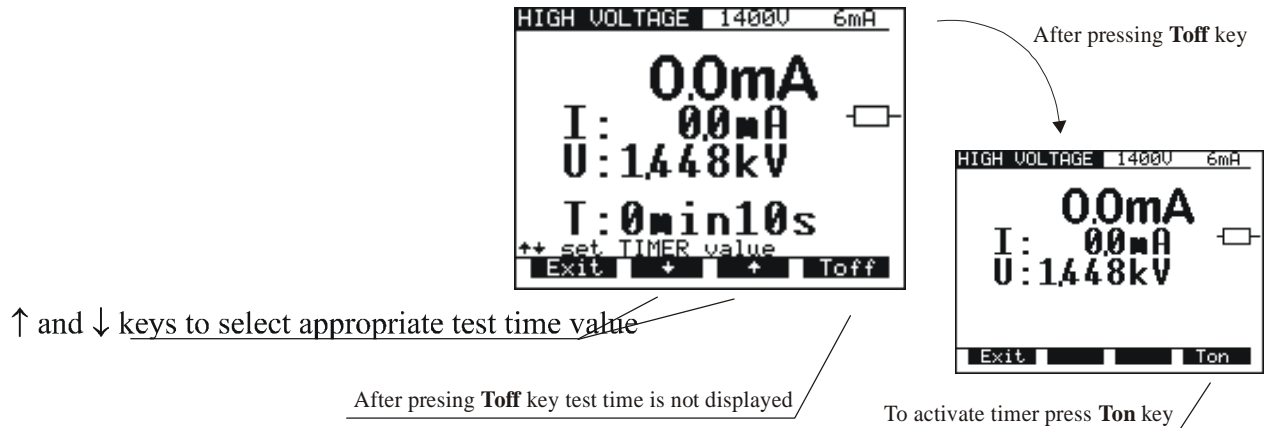 HIGH VOLTAGE 1400V 6mA
0.0mA
I: 0.0mA
U:1.448kV
T:0min10s
↑↓ set TIMER value
Exit ↓ ↑ Toff
After pressing Toff key
HIGH VOLTAGE 1400V 6mA
0.0mA
I: 0.0mA
U:1.448kV
Exit Ton
↑ and ↓ keys to select appropriate test time value
After presing Toff key test time is not displayed
To activate timer press Ton key